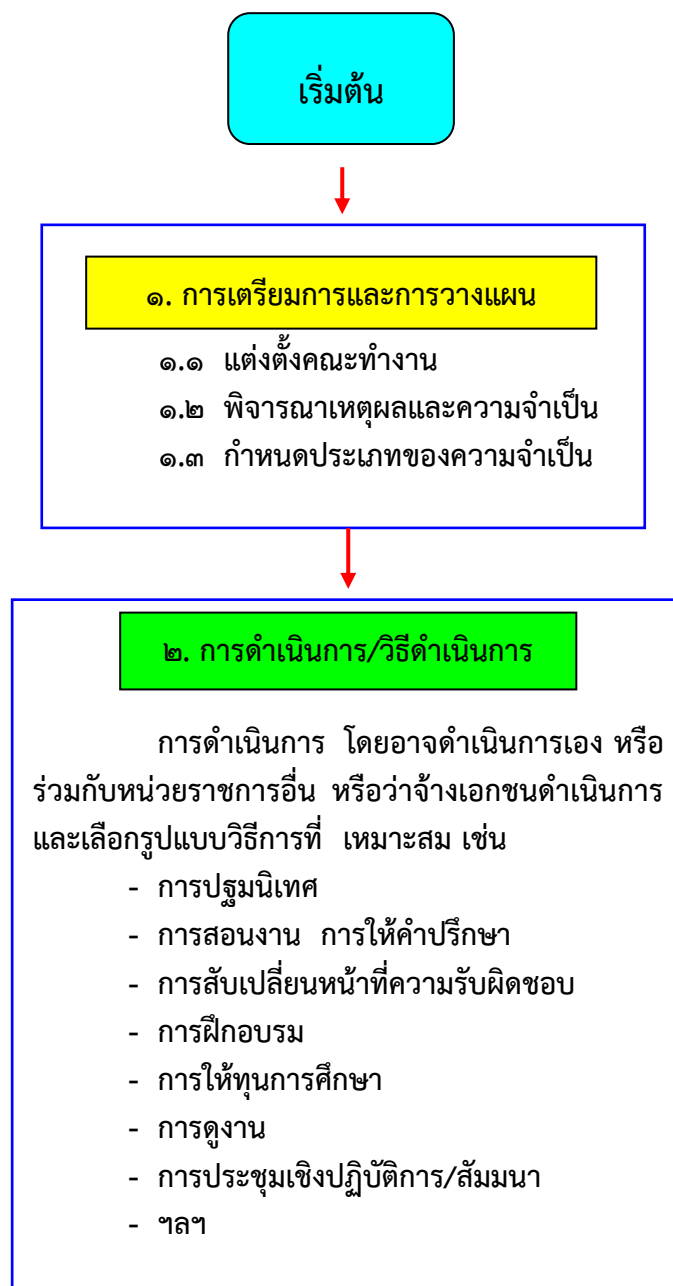 เริ่มต้น
๑. การเตรียมการและการวางแผน
๑.๑ แต่งตั้งคณะทำงาน
๑.๒ พิจารณาเหตุผลและความจำเป็น
๑.๓ กำหนดประเภทของความจำเป็น
๒. การดำเนินการ/วิธีดำเนินการ
การดำเนินการ โดยอาจดำเนินการเอง หรือ
ร่วมกับหน่วยราชการอื่น หรือว่าจ้างเอกชนดำเนินการ
และเลือกรูปแบบวิธีการที่ เหมาะสม เช่น
- การปฐมนิเทศ
- การสอนงาน การให้คำปรึกษา
- การสับเปลี่ยนหน้าที่ความรับผิดชอบ
- การฝึกอบรม
- การให้ทุนการศึกษา
- การดูงาน
- การประชุมเชิงปฏิบัติการ/สัมมนา
- ฯลฯ